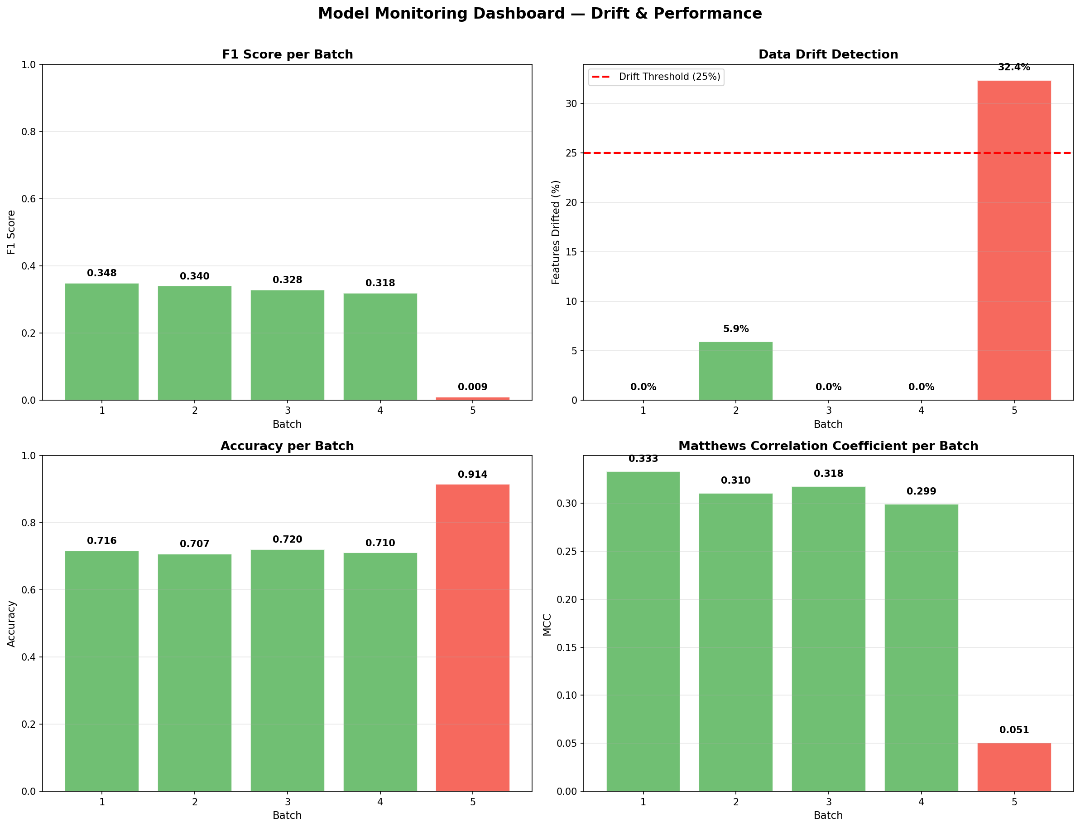 Model Monitoring Dashboard — Drift & Performance
F1 Score per Batch
F1 Score
1.0
0.8
0.6
0.4
0.2
0.0
0.348
0.340
0.328
0.318
0.009
1 2 3 4 5
Batch
Data Drift Detection
Drift Threshold (25%)
Features Drifted (%)
30
25
20
15
10
5
0
0.0%
5.9%
0.0%
0.0%
32.4%
1 2 3 4 5
Batch
Accuracy per Batch
Accuracy
1.0
0.8
0.6
0.4
0.2
0.0
0.716
0.707
0.720
0.710
0.914
1 2 3 4 5
Batch
Matthews Correlation Coefficient per Batch
MCC
0.30
0.25
0.20
0.15
0.10
0.05
0.00
0.333
0.310
0.318
0.299
0.051
1 2 3 4 5
Batch